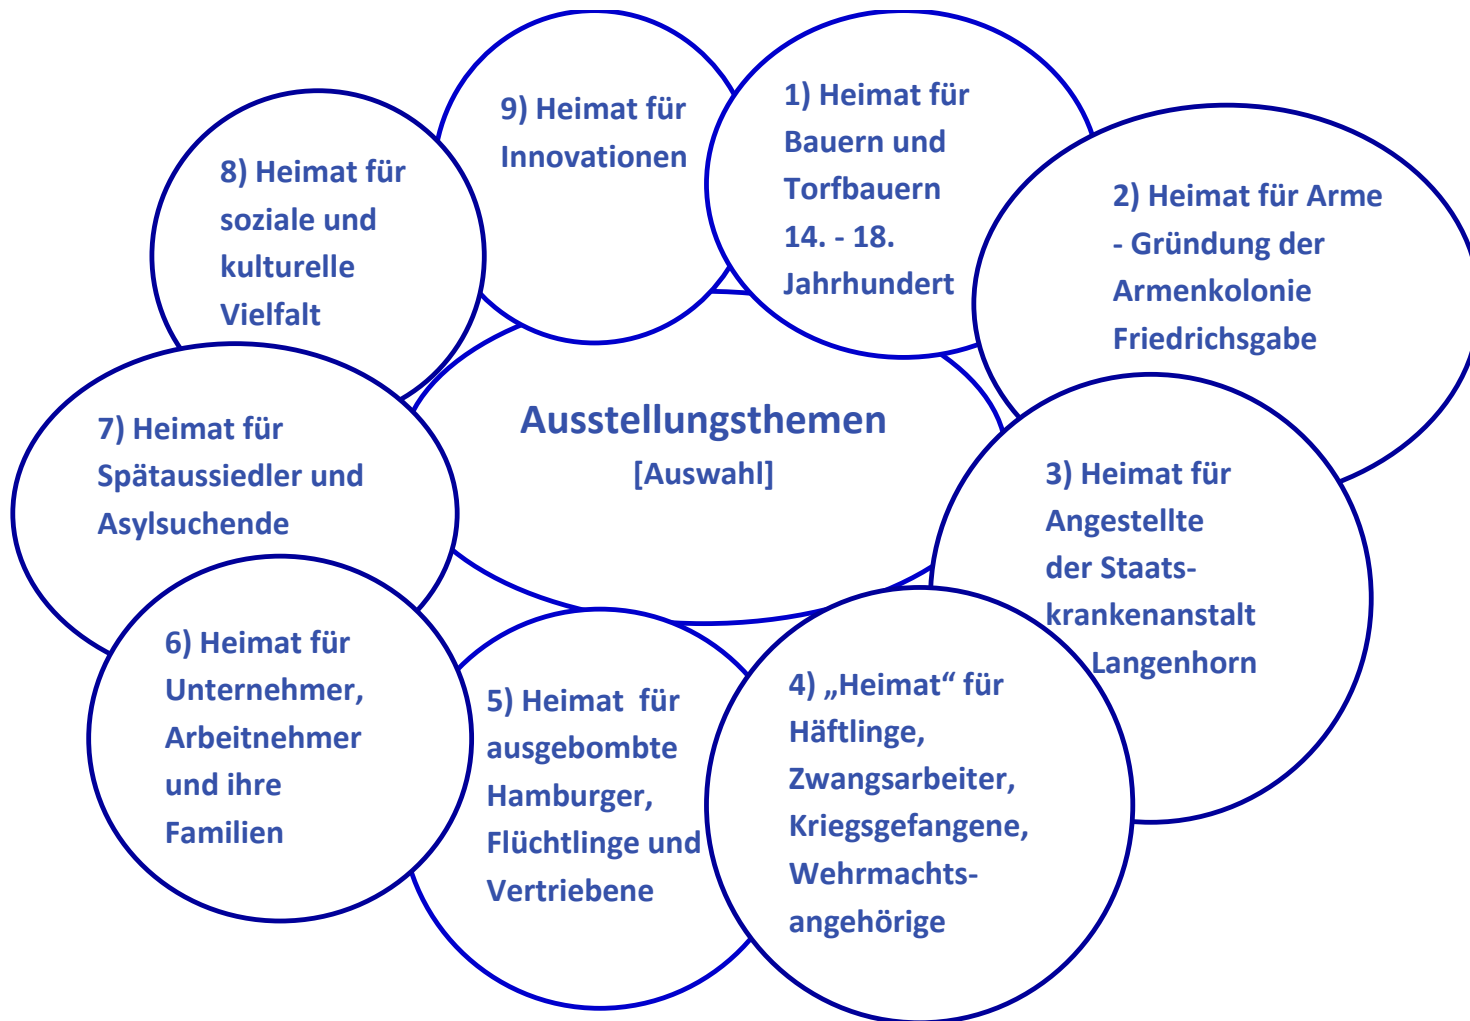 Ausstellungsthemen
[Auswahl]
1) Heimat für
Bauern und
Torfbauern
14. - 18.
Jahrhundert
2) Heimat für Arme
- Gründung der
Armenkolonie
Friedrichsgabe
3) Heimat für
Angestellte
der Staats-
krankenanstalt
Langenhorn
4) „Heimat“ für
Häftlinge,
Zwangsarbeiter,
Kriegsgefangene,
Wehrmachts-
angehörige
5) Heimat für
ausgebombte
Hamburger,
Flüchtlinge und
Vertriebene
6) Heimat für
Unternehmer,
Arbeitnehmer
und ihre
Familien
7) Heimat für
Spätaussiedler und
Asylsuchende
8) Heimat für
soziale und
kulturelle
Vielfalt
9) Heimat für
Innovationen